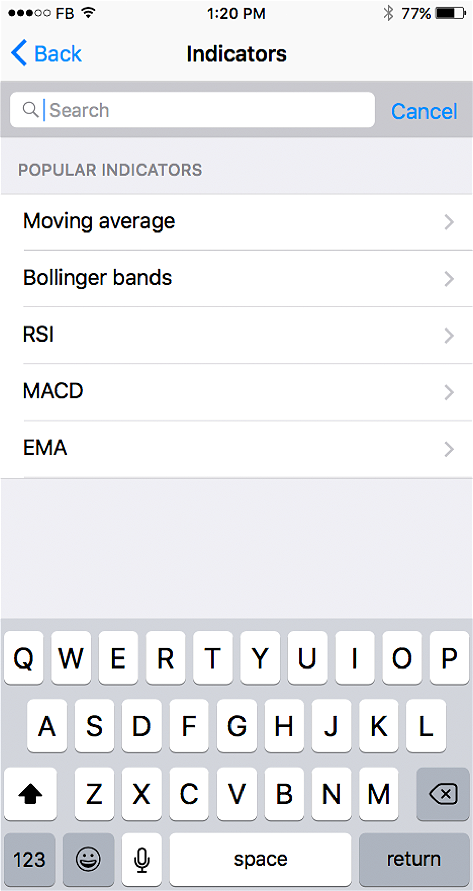 FB 1:20 PM 77%
Back Indicators
Search Cancel
POPULAR INDICATORS
Moving average
Bollinger bands
RSI
MACD
EMA
Q W E R T Y U I O P
A S D F G H J K L
Z X C V B N M
123 space return